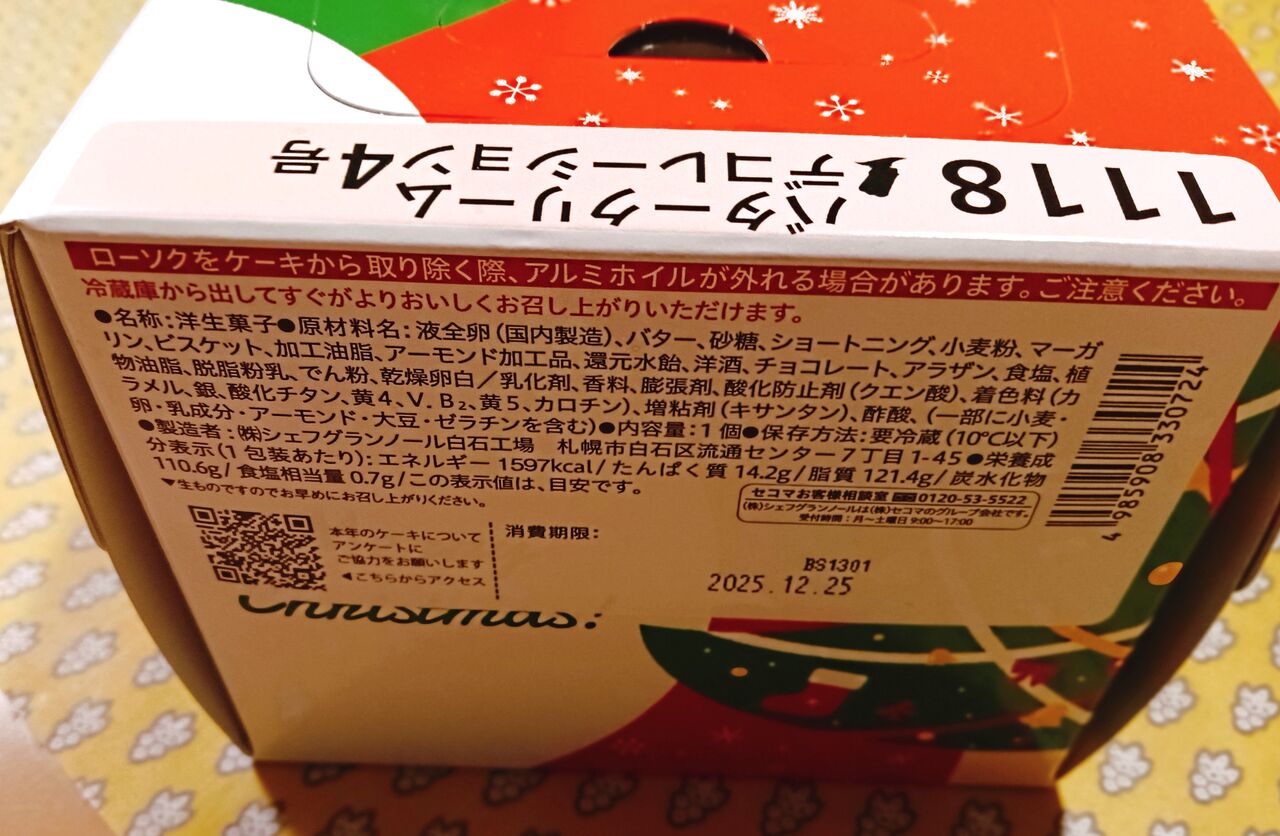 1118
バタークリーム
デコレーション4号
ローソクをケーキから取り除く際、アルミホイルが外れる場合があります。ご注意ください。
冷蔵庫から出してすぐがよりおいしくお召し上がりいただけます。
●名称:洋生菓子●原材料名:液全卵(国内製造)、バター、砂糖、ショートニング、小麦粉、マーガ
リン、ビスケット、加工油脂、アーモンド加工品、還元水飴、洋酒、チョコレート、アラザン、食塩、植
物油脂、脱脂粉乳、でん粉、乾燥卵白/乳化剤、香料、膨張剤、酸化防止剤(クエン酸)、着色料(カ
ラメル、銀、酸化チタン、黄4、V.B₂、黄5、カロチン)、増粘剤(キサンタン)、酢酸、(一部に小麦・
卵・乳成分・アーモンド・大豆・ゼラチンを含む)●内容量:1個●保存方法:要冷蔵(10℃以下)
●製造者:㈱シェフグランノール白石工場 札幌市白石区流通センター7丁目1-45●栄養成
分表示(1包装あたり):エネルギー1597kcal/たんぱく質14.2g/脂質121.4g/炭水化物
110.6g/食塩相当量0.7g/この表示値は、目安です。
▼生ものですのでお早めにお召し上がりください。
セコマお客様相談室 0120-53-5522
(株)シェフグランノールは(株)セコマのグループ会社です。
受付時間:月〜土曜日9:00〜17:00
4985908330724
本年のケーキについて
アンケートに
ご協力をお願いします
◀こちらからアクセス
消費期限:
BS1301
2025.12.25
Christmas!